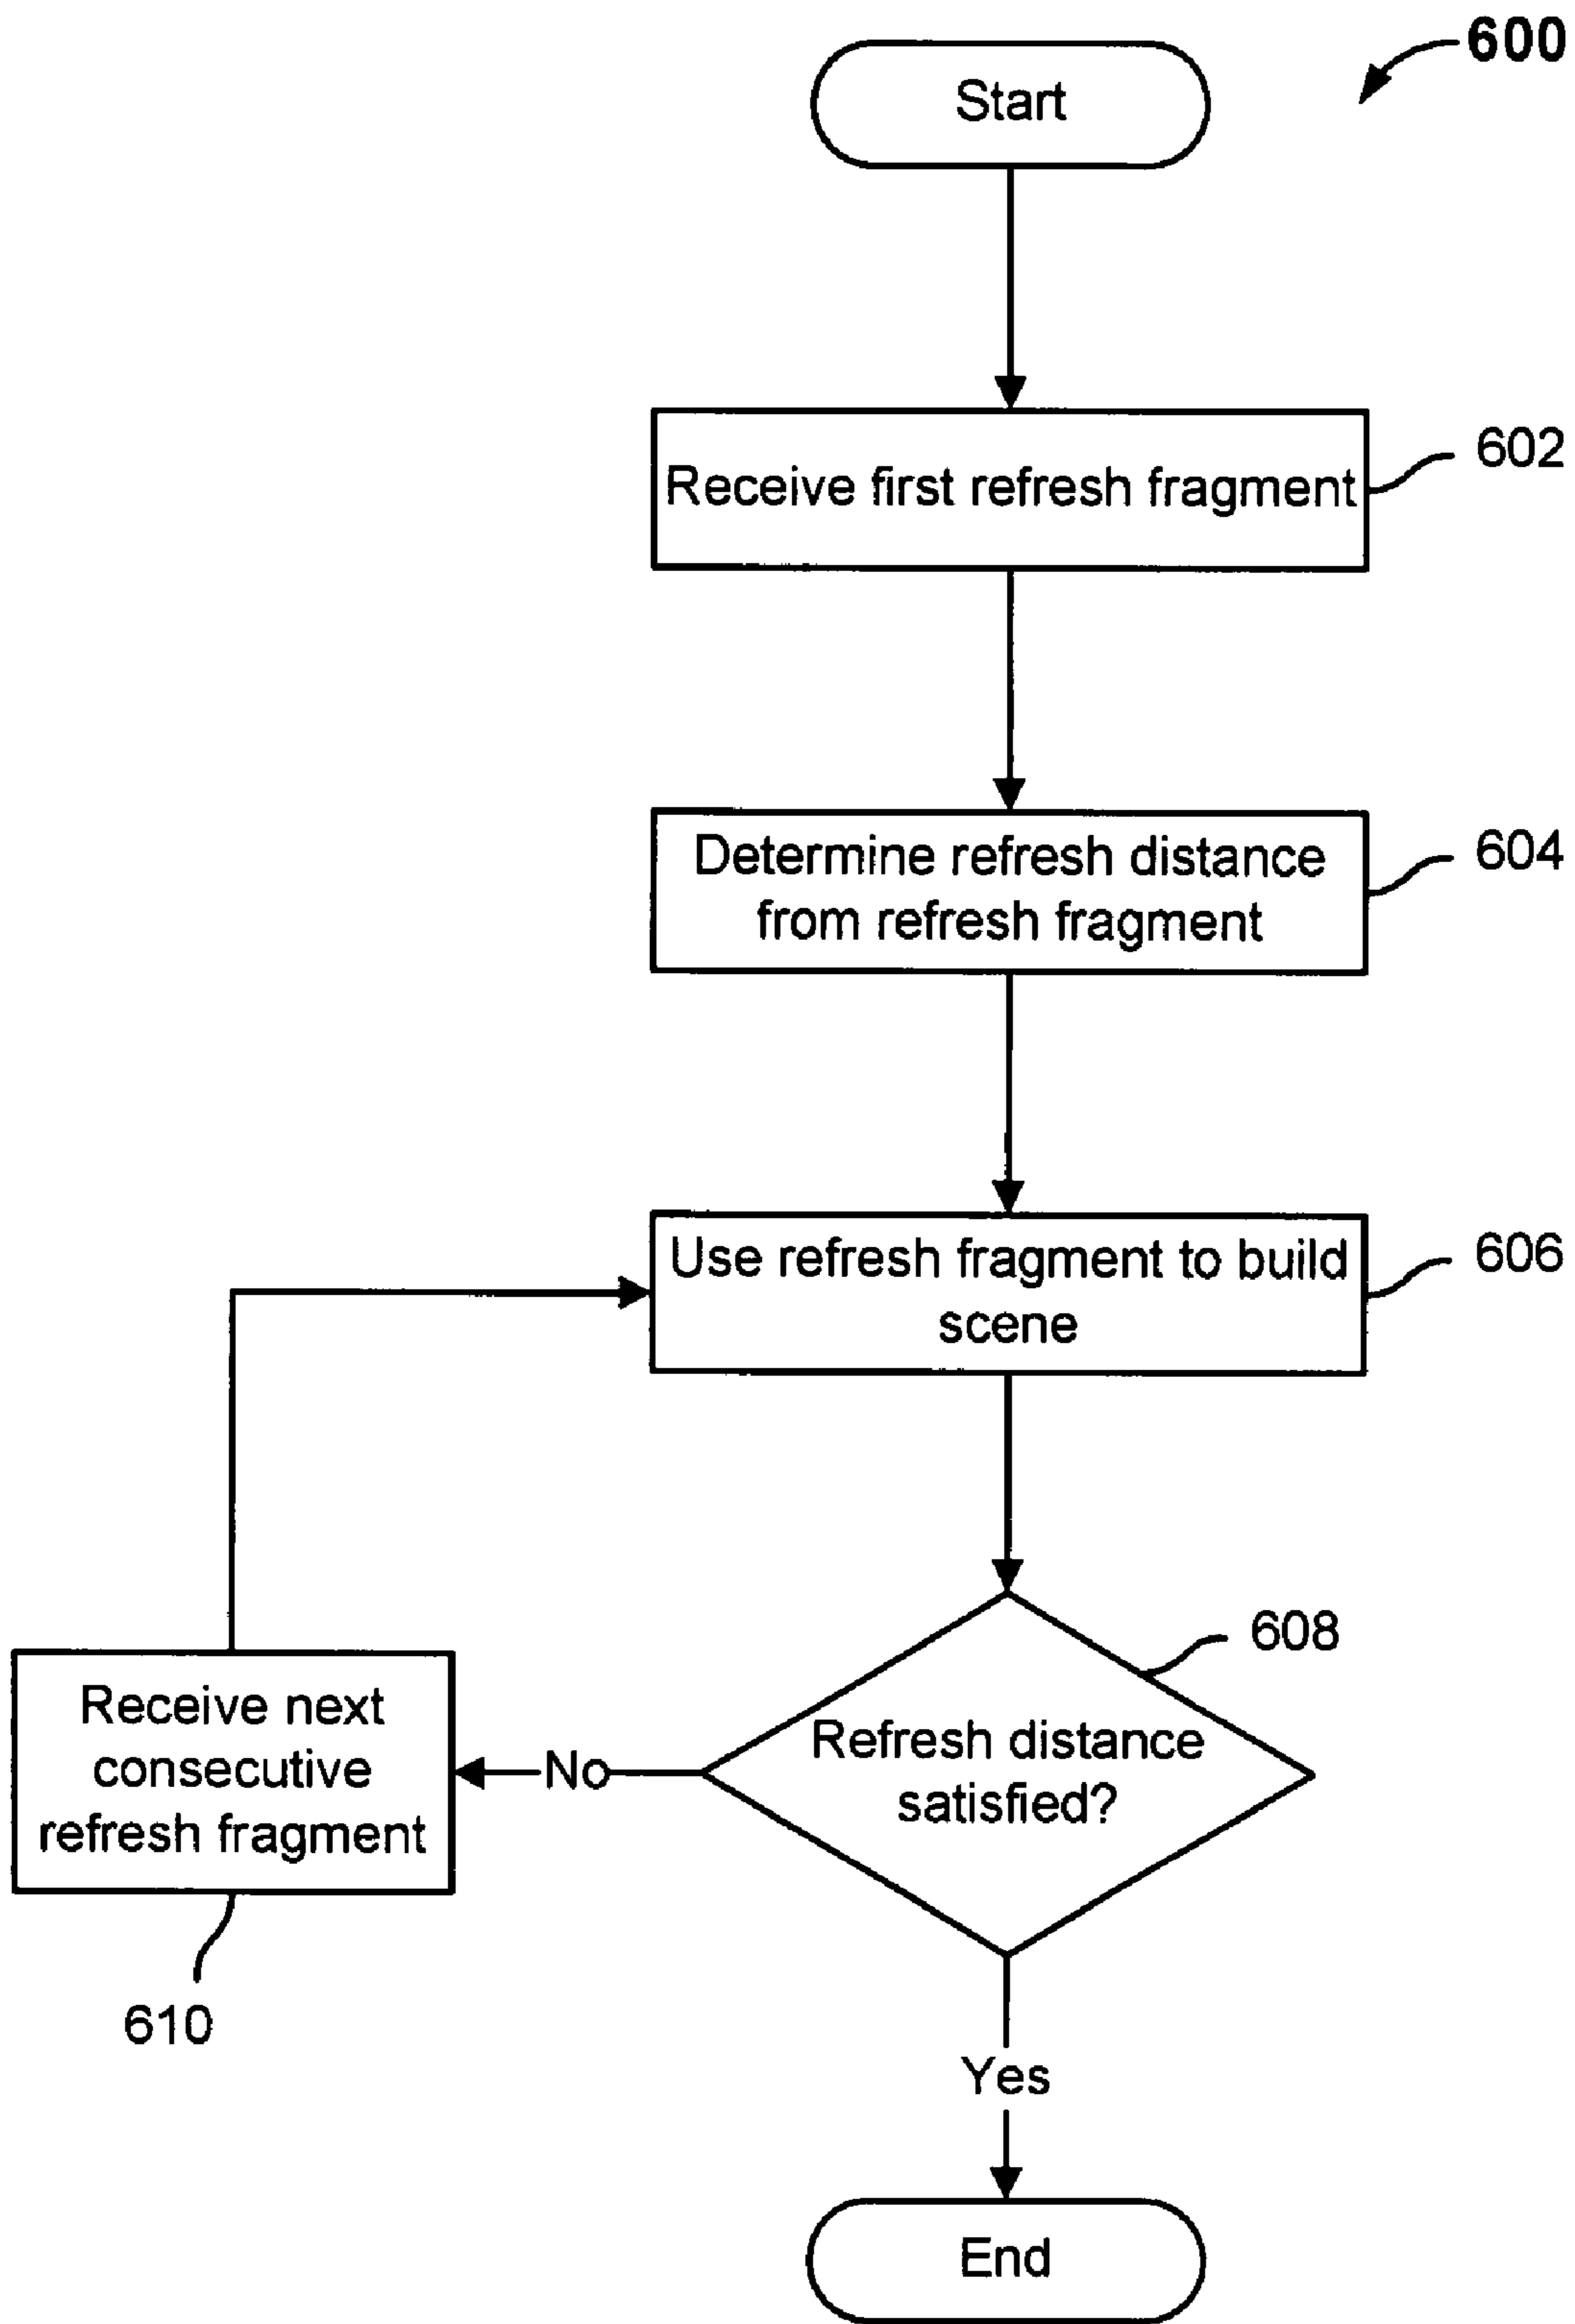 600
Start
Receive first refresh fragment
602
Determine refresh distance
from refresh fragment
604
Use refresh fragment to build
scene
606
608
Refresh distance
satisfied?
No
Receive next
consecutive
refresh fragment
610
Yes
End